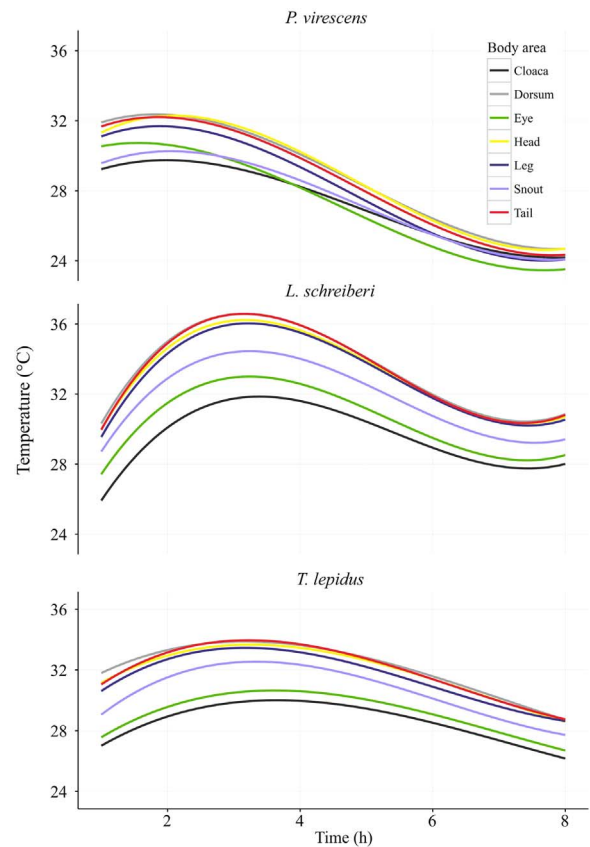 P. virescens
36
32
28
24
Body area
Cloaca
Dorsum
Eye
Head
Leg
Snout
Tail
L. schreiberi
36
32
28
24
Temperature (°C)
T. lepidus
36
32
28
24
2 4 6 8
Time (h)